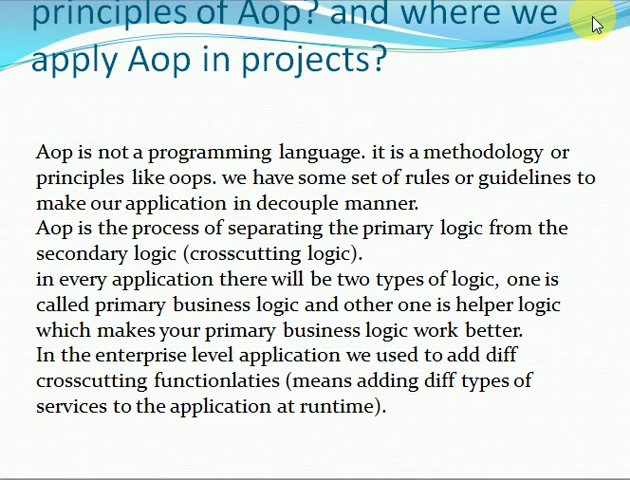 principles of Aop? and where we
apply Aop in projects?
Aop is not a programming language. it is a methodology or
principles like oops. we have some set of rules or guidelines to
make our application in decouple manner.
Aop is the process of separating the primary logic from the
secondary logic (crosscutting logic).
in every application there will be two types of logic, one is
called primary business logic and other one is helper logic
which makes your primary business logic work better.
In the enterprise level application we used to add diff
crosscutting functionlaties (means adding diff types of
services to the application at runtime).